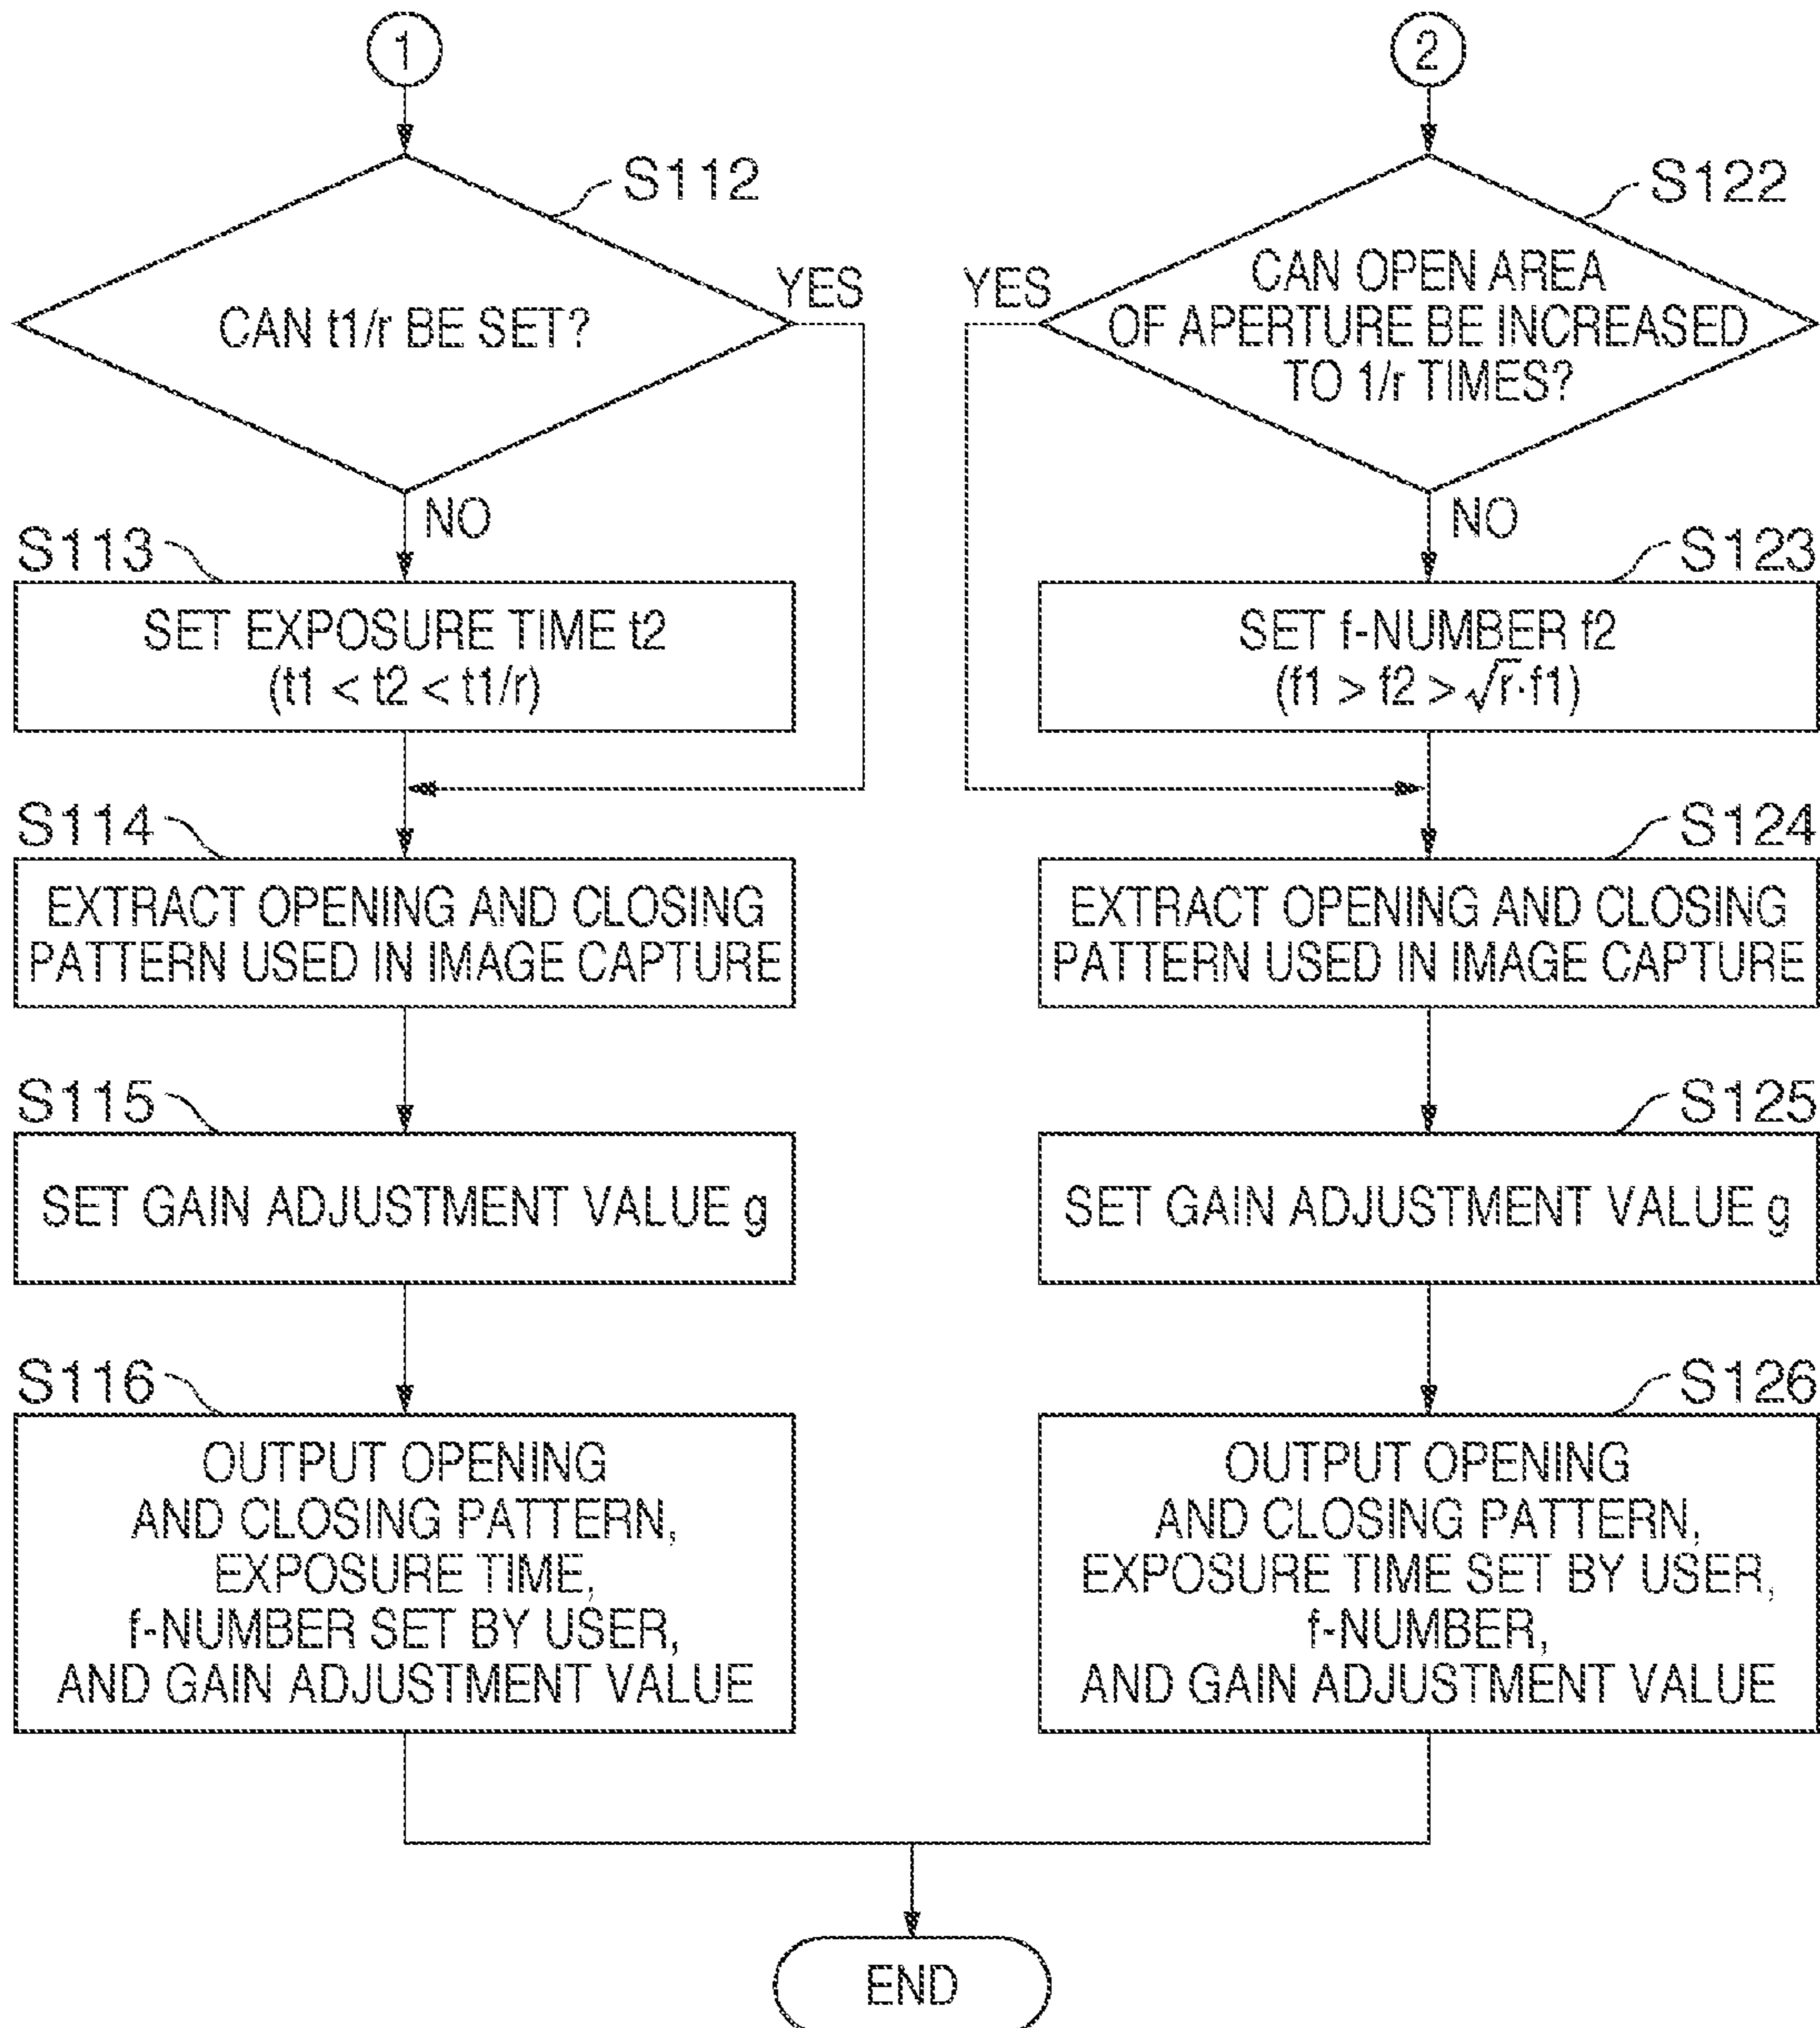 1
S112
CAN t1/r BE SET?
YES
NO
S113
SET EXPOSURE TIME t2
(t1 < t2 < t1/r)
S114
EXTRACT OPENING AND CLOSING
PATTERN USED IN IMAGE CAPTURE
S115
SET GAIN ADJUSTMENT VALUE g
S116
OUTPUT OPENING
AND CLOSING PATTERN,
EXPOSURE TIME,
f-NUMBER SET BY USER,
AND GAIN ADJUSTMENT VALUE
2
S122
CAN OPEN AREA
OF APERTURE BE INCREASED
TO 1/r TIMES?
YES
NO
S123
SET f-NUMBER f2
(f1 > f2 > √r·f1)
S124
EXTRACT OPENING AND CLOSING
PATTERN USED IN IMAGE CAPTURE
S125
SET GAIN ADJUSTMENT VALUE g
S126
OUTPUT OPENING
AND CLOSING PATTERN,
EXPOSURE TIME SET BY USER,
f-NUMBER,
AND GAIN ADJUSTMENT VALUE
END